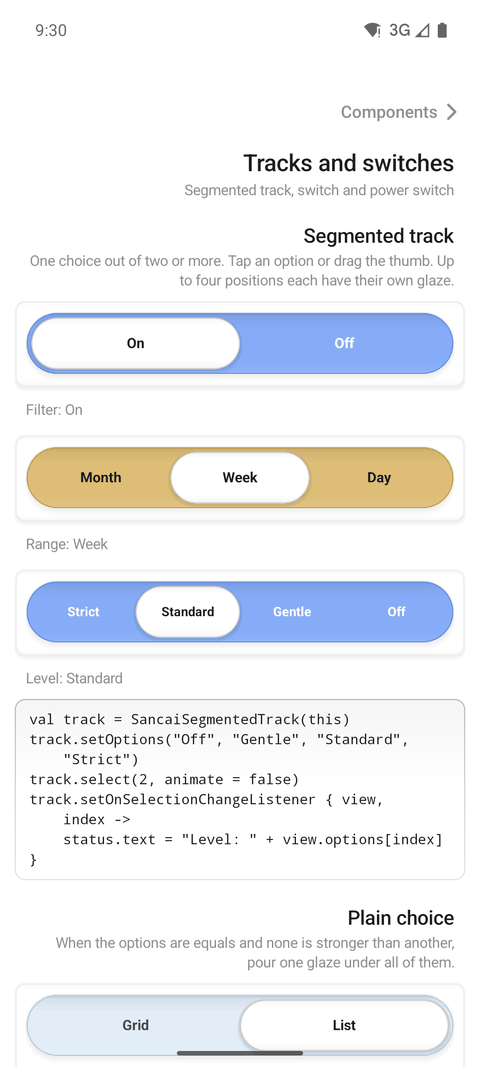 9:30
3G
Components
Tracks and switches
Segmented track, switch and power switch
Segmented track
One choice out of two or more. Tap an option or drag the thumb. Up
to four positions each have their own glaze.
On Off
Filter: On
Month Week Day
Range: Week
Strict Standard Gentle Off
Level: Standard
val track = SancaiSegmentedTrack(this)
track.setOptions("Off", "Gentle", "Standard",
    "Strict")
track.select(2, animate = false)
track.setOnSelectionChangeListener { view,
    index ->
    status.text = "Level: " + view.options[index]
}
Plain choice
When the options are equals and none is stronger than another,
pour one glaze under all of them.
Grid List